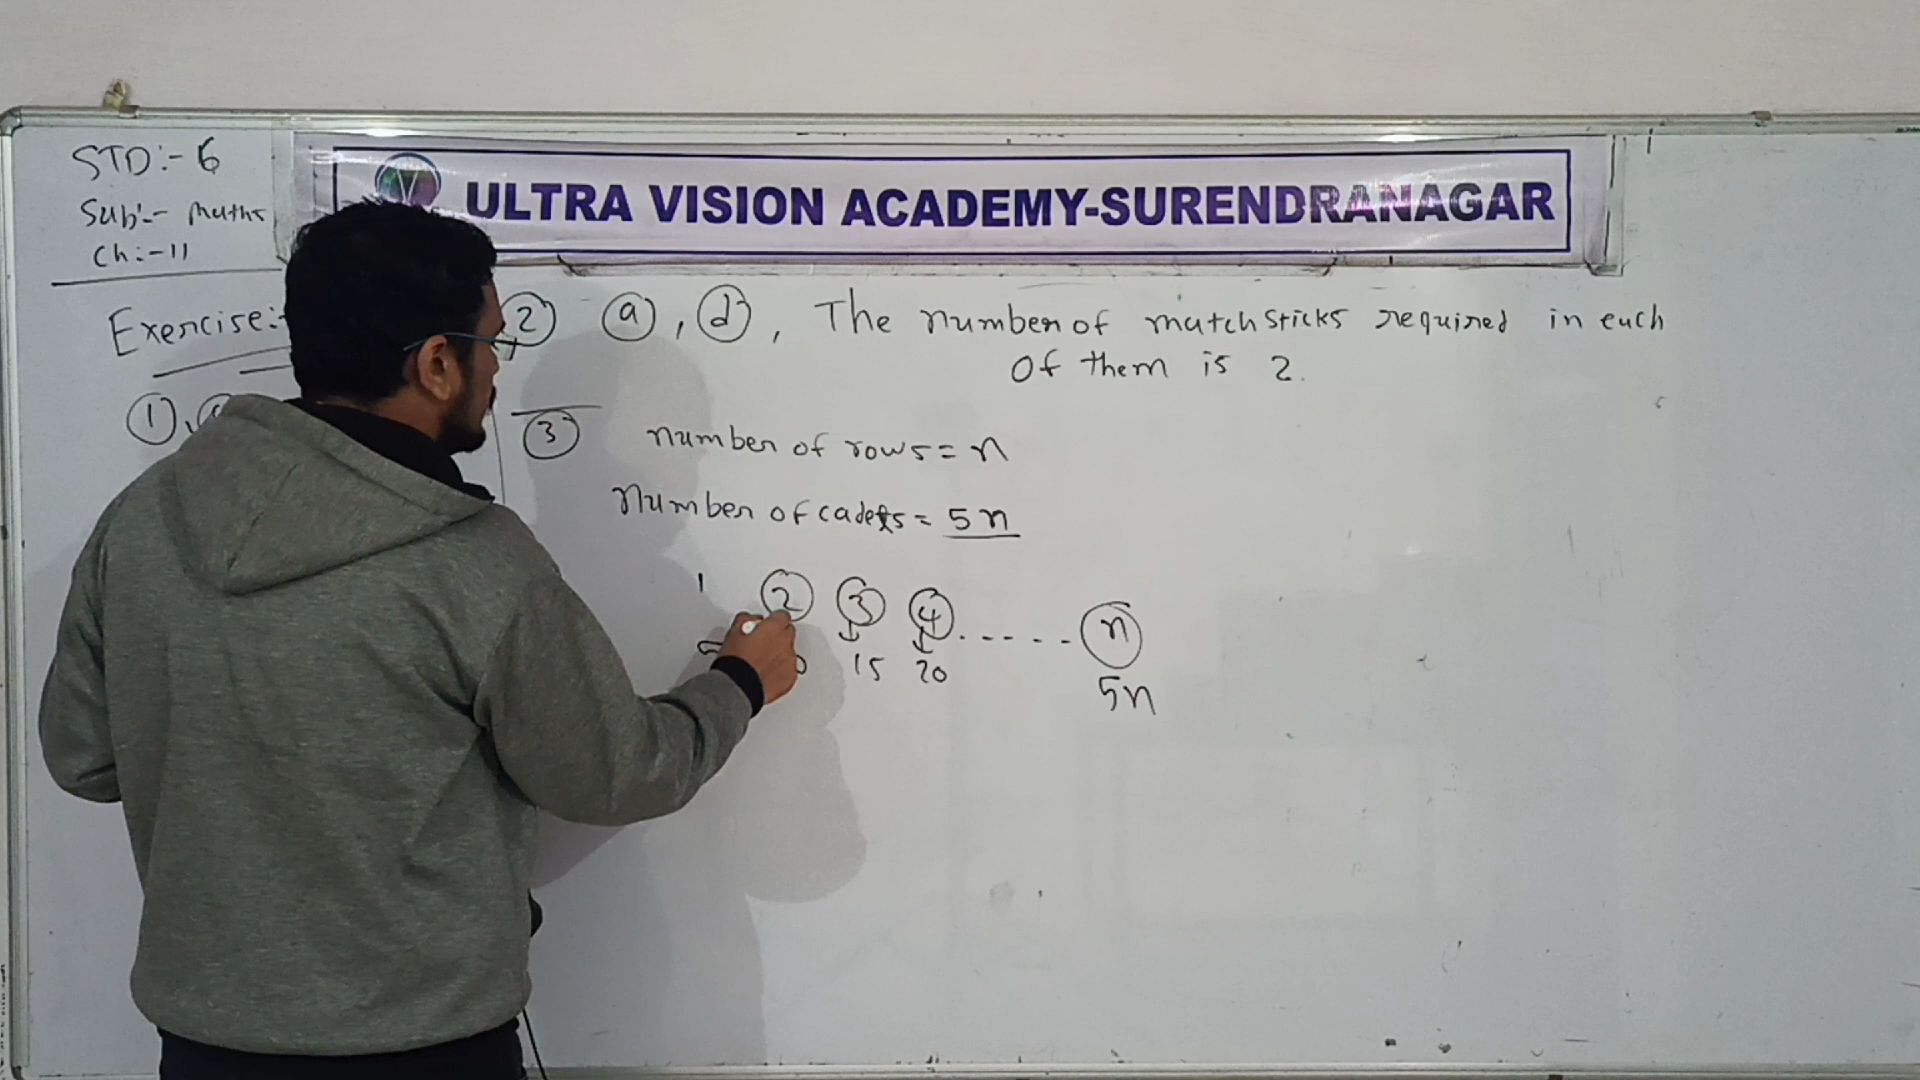 STD:- 6
Sub:- Maths
Ch:-11
ULTRA VISION ACADEMY-SURENDRANAGAR
Exercise:-
①,
② ⓐ, ⓓ, The number of matchsticks required in each
Of them is 2.
③ number of rows = n
Number of cadets = 5n
1 ② ③ ④ ..... ⓝ
15 20 5n